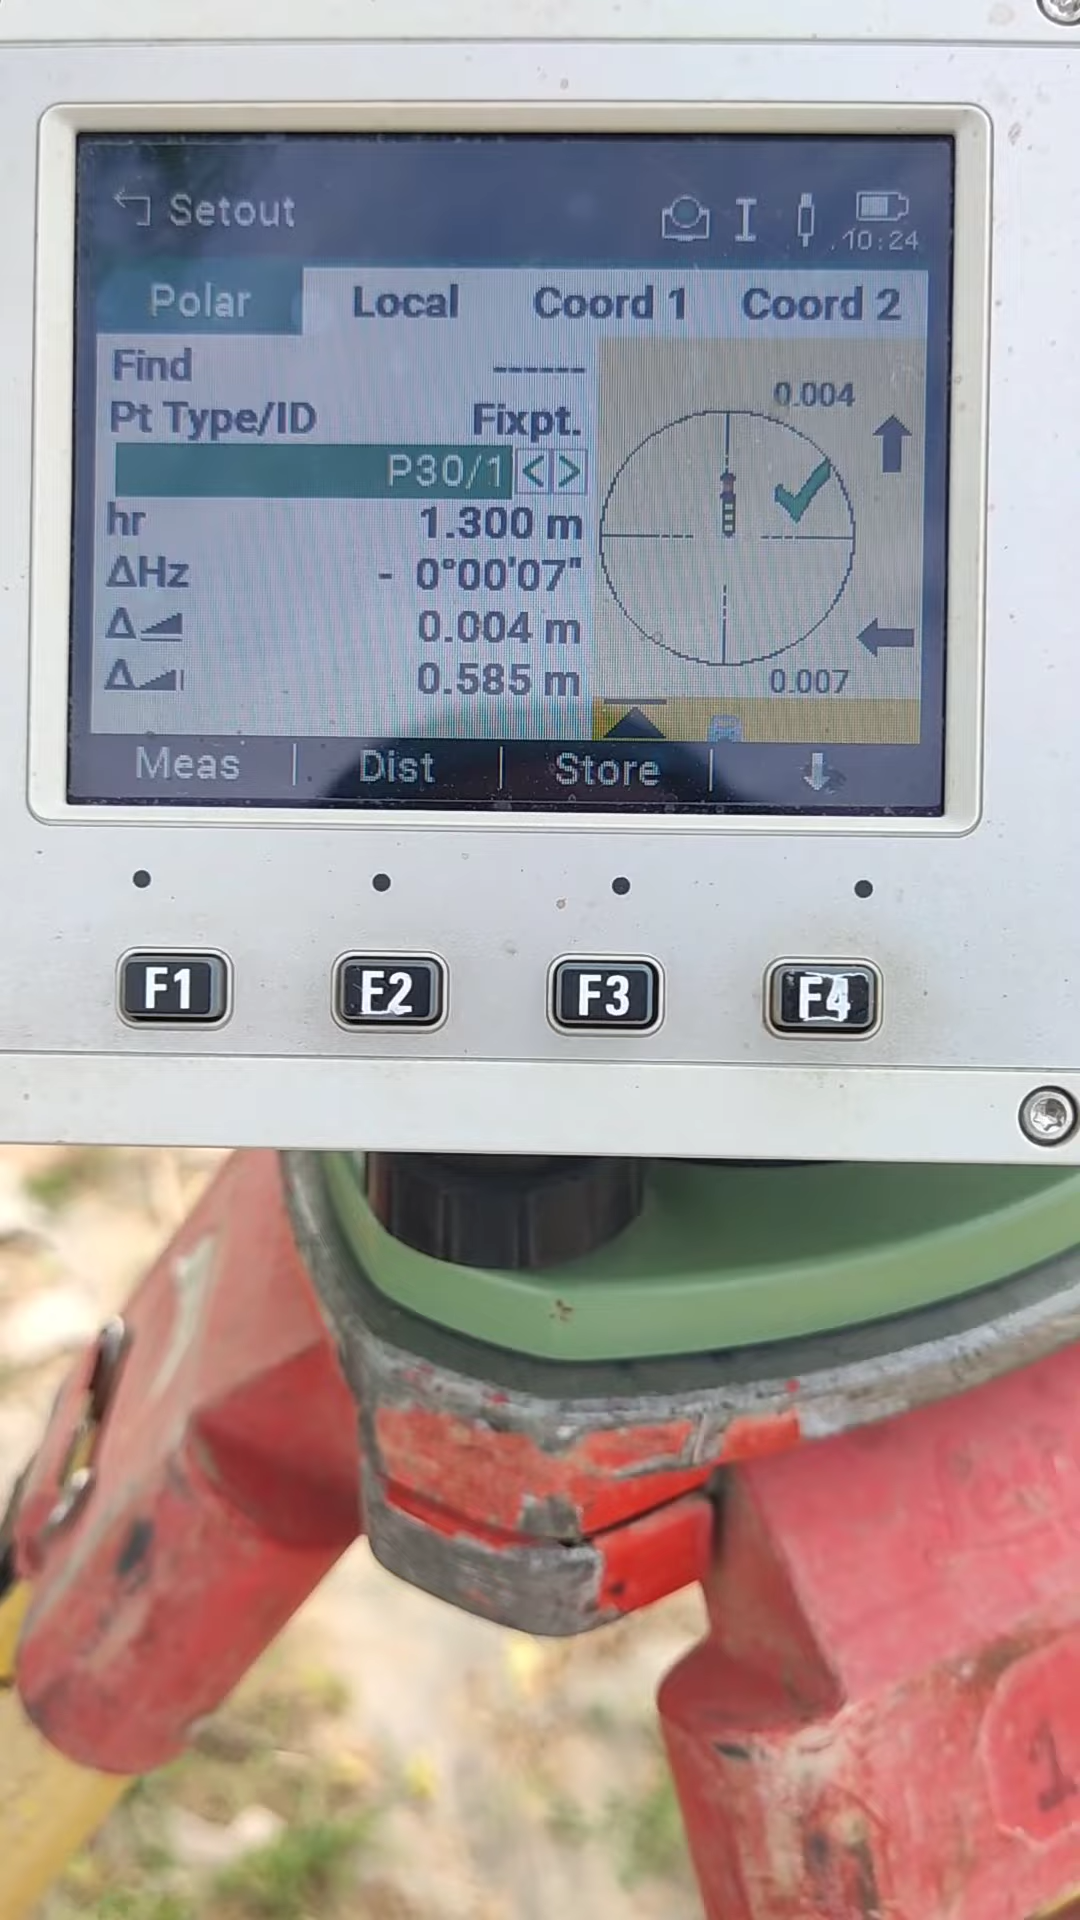 Setout
10:24
Polar Local Coord 1 Coord 2
Find ------
Pt Type/ID Fixpt.
P30/1 < >
hr 1.300 m
ΔHz - 0°00'07"
Δ 0.004 m
Δ 0.585 m
0.004
0.007
Meas | Dist | Store |
F1 F2 F3 F4
1